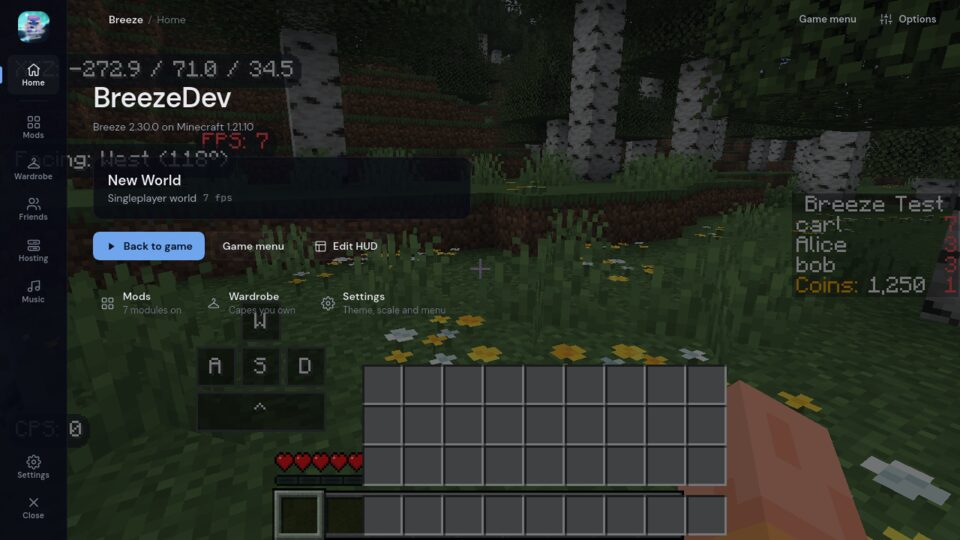 Breeze / Home
Game menu
Options
Home
-272.9 / 71.0 / 34.5
BreezeDev
Breeze 2.30.0 on Minecraft 1.21.10
FPS: 7
Mods
Facing: West (118°)
Wardrobe
New World
Singleplayer world 7 fps
Friends
Breeze Test
carl
Alice
bob
Coins: 1,250
Hosting
Back to game
Game menu
Edit HUD
Music
Mods
7 modules on
Wardrobe
Capes you own
Settings
Theme, scale and menu
W
A S D
^
CPS: 0
Settings
Close